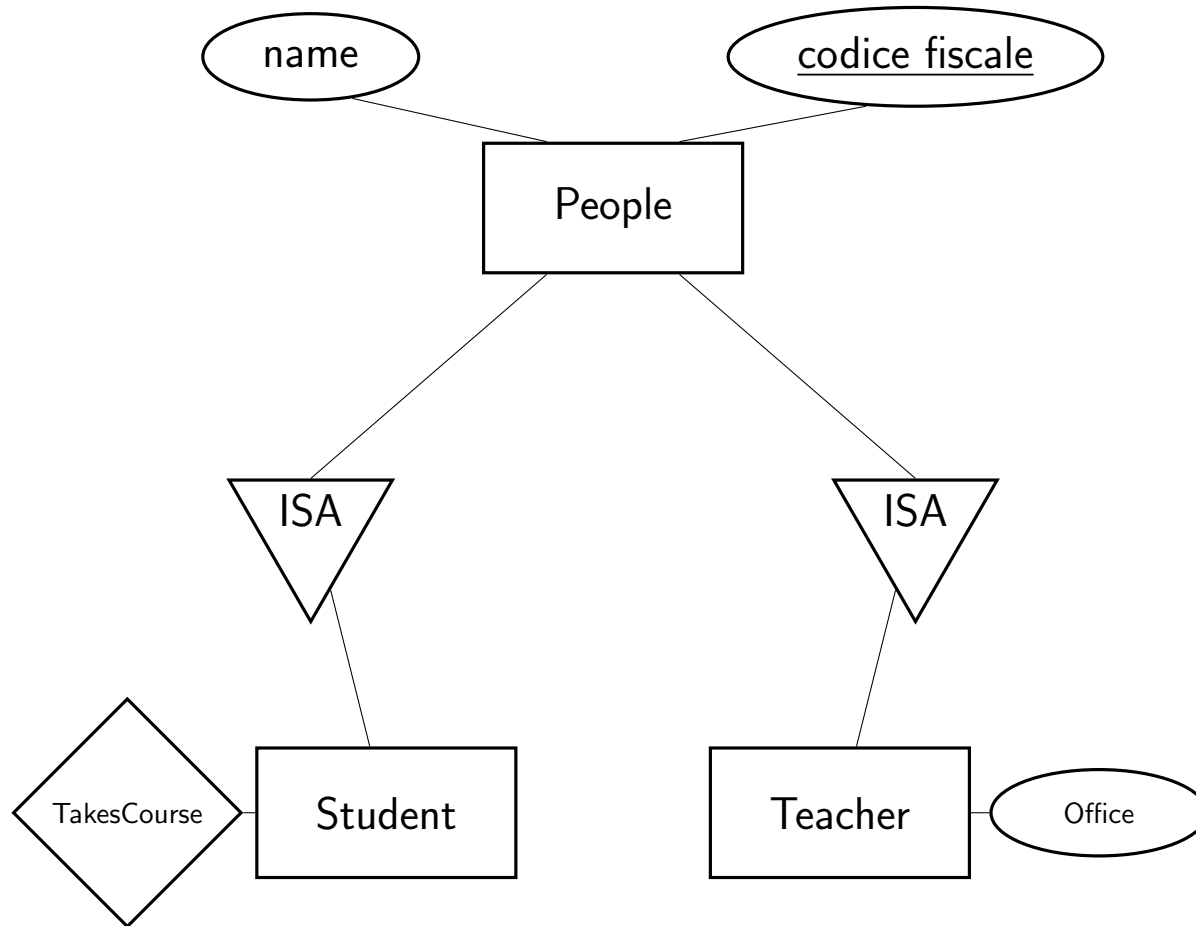 name
codice fiscale
People
ISA
ISA
TakesCourse
Student
Teacher
Office